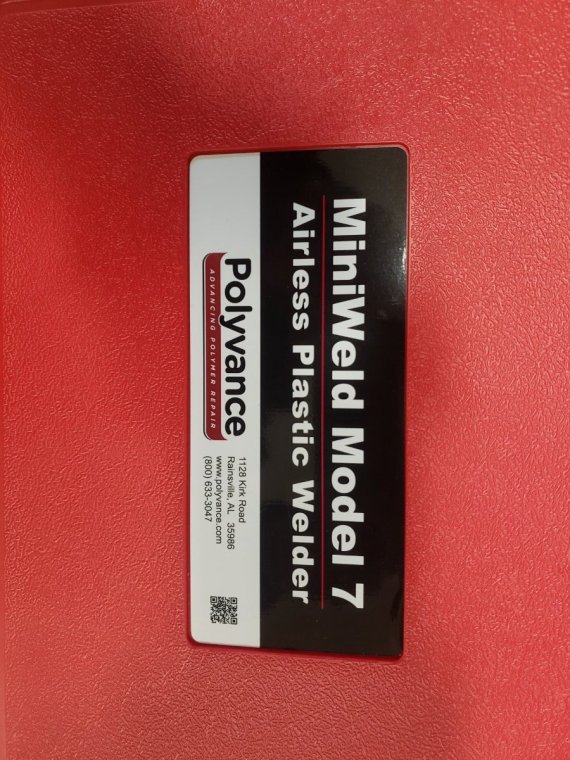 MiniWeld Model 7
Airless Plastic Welder
Polyvance
ADVANCING POLYMER REPAIR
1128 Kirk Road
Rainsville, AL 35986
www.polyvance.com
(800) 633-3047